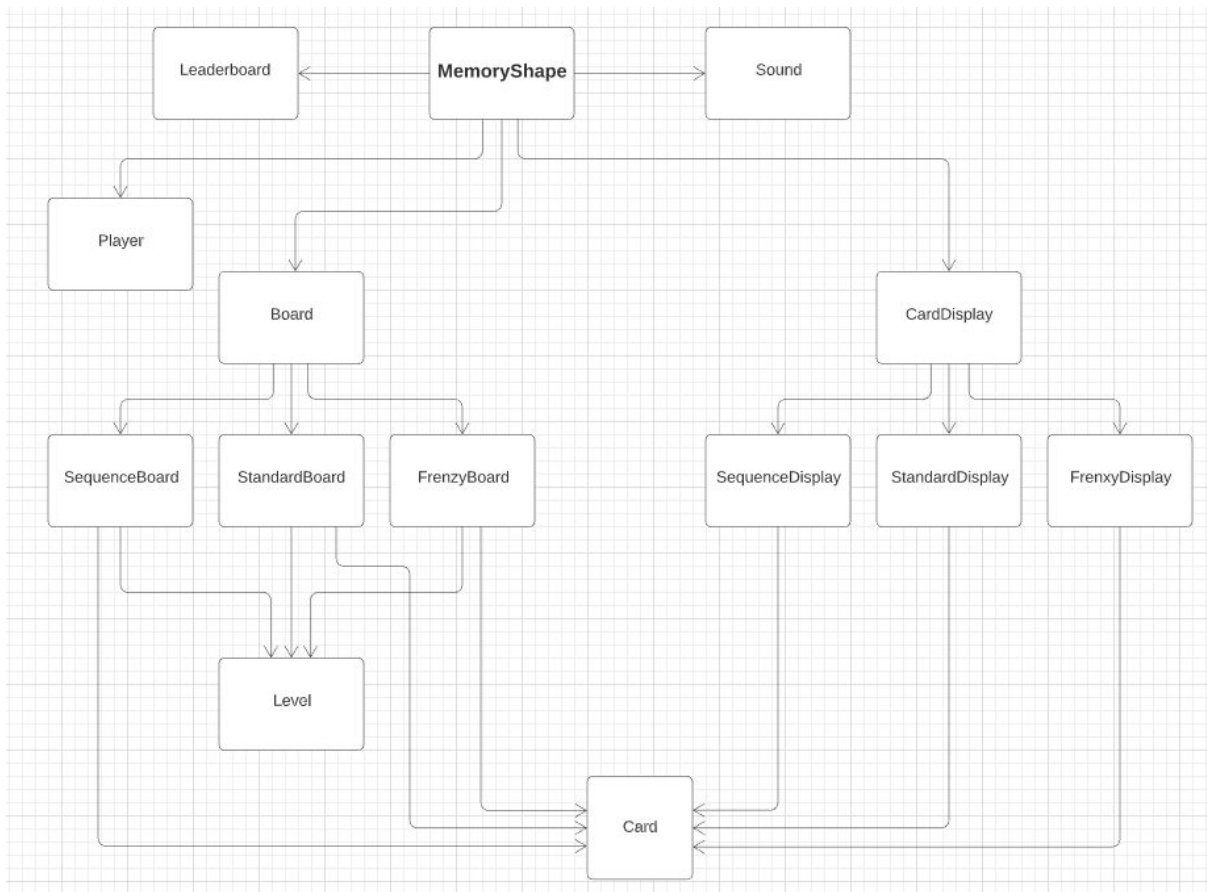 Leaderboard
MemoryShape
Sound
Player
Board
CardDisplay
SequenceBoard
StandardBoard
FrenzyBoard
SequenceDisplay
StandardDisplay
FrenxyDisplay
Level
Card